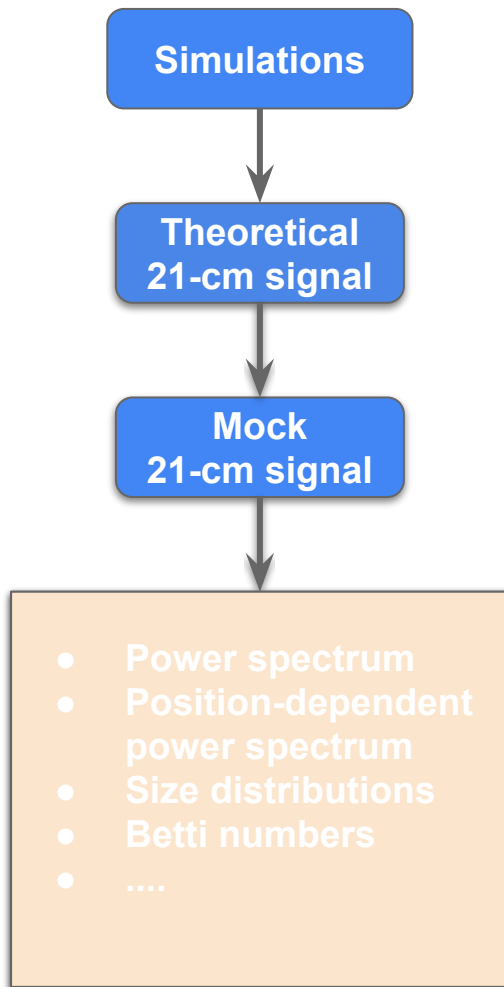 Simulations
Theoretical
21-cm signal
Mock
21-cm signal
● Power spectrum
● Position-dependent
power spectrum
● Size distributions
● Betti numbers
● ....